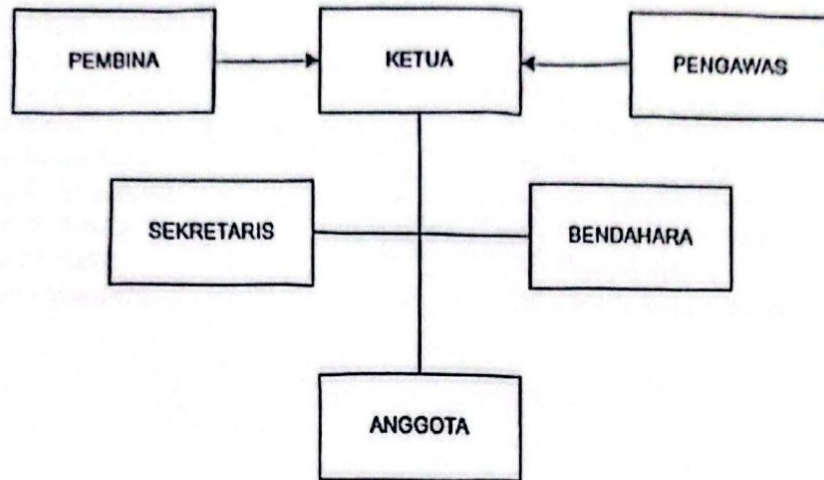 PEMBINA
KETUA
PENGAWAS
SEKRETARIS
BENDAHARA
ANGGOTA